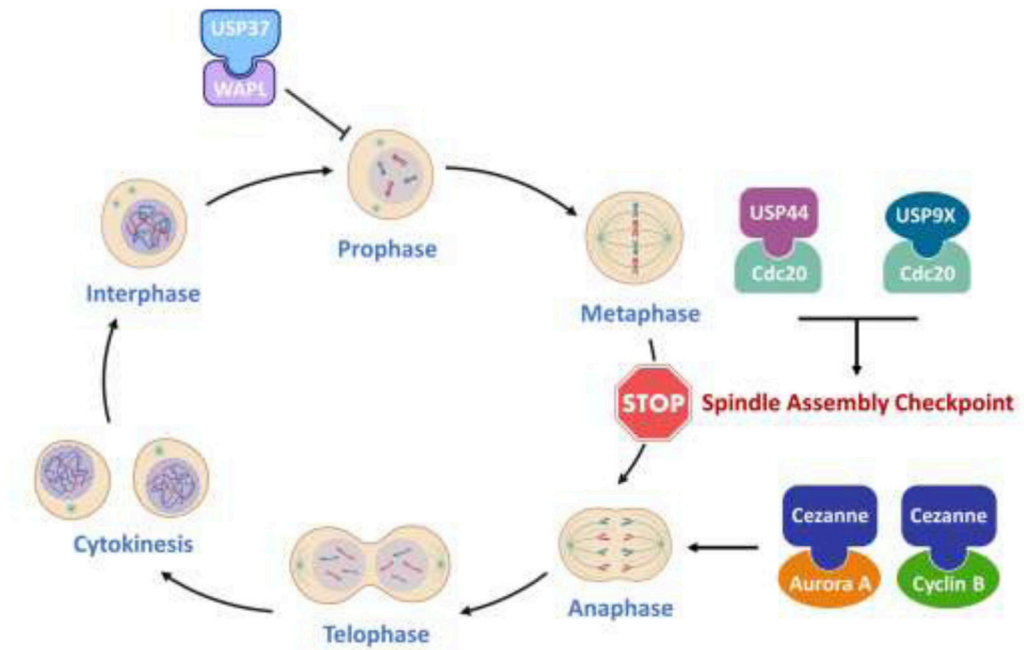 USP37
WAPL
Prophase
Interphase
Metaphase
USP44
Cdc20
USP9X
Cdc20
STOP
Spindle Assembly Checkpoint
Cezanne
Aurora A
Cezanne
Cyclin B
Anaphase
Telophase
Cytokinesis